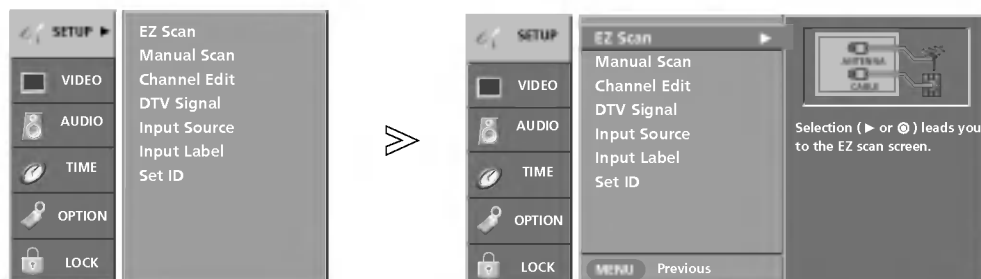 SETUP ►
VIDEO
AUDIO
TIME
OPTION
LOCK
EZ Scan
Manual Scan
Channel Edit
DTV Signal
Input Source
Input Label
Set ID
SETUP
VIDEO
AUDIO
TIME
OPTION
LOCK
EZ Scan ►
Manual Scan
Channel Edit
DTV Signal
Input Source
Input Label
Set ID
MENU Previous
ANTENNA
CABLE
Selection ( ► or ◎ ) leads you
to the EZ scan screen.